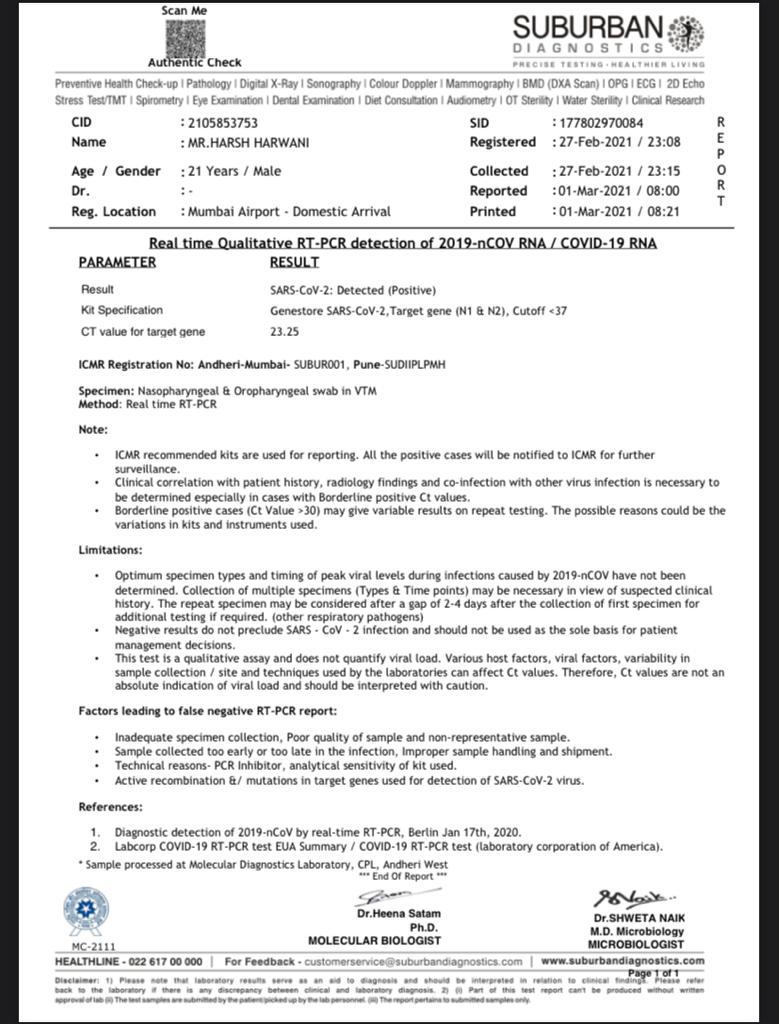 Scan Me
Authentic Check
SUBURBAN
DIAGNOSTICS
PRECISE TESTING · HEALTHIER LIVING
Preventive Health Check-up | Pathology | Digital X-Ray | Sonography | Colour Doppler | Mammography | BMD (DXA Scan) | OPG | ECG | 2D Echo
Stress Test/TMT | Spirometry | Eye Examination | Dental Examination | Diet Consultation | Audiometry | OT Sterility | Water Sterility | Clinical Research
CID : 2105853753 SID : 177802970084
Name : MR.HARSH HARWANI Registered : 27-Feb-2021 / 23:08
Age / Gender : 21 Years / Male Collected : 27-Feb-2021 / 23:15
Dr. : - Reported : 01-Mar-2021 / 08:00
Reg. Location : Mumbai Airport - Domestic Arrival Printed : 01-Mar-2021 / 08:21
REPORT
Real time Qualitative RT-PCR detection of 2019-nCOV RNA / COVID-19 RNA
PARAMETER RESULT
Result SARS-CoV-2: Detected (Positive)
Kit Specification Genestore SARS-CoV-2,Target gene (N1 & N2), Cutoff <37
CT value for target gene 23.25
ICMR Registration No: Andheri-Mumbai- SUBUR001, Pune-SUDIIPLPMH
Specimen: Nasopharyngeal & Oropharyngeal swab in VTM
Method: Real time RT-PCR
Note:
• ICMR recommended kits are used for reporting. All the positive cases will be notified to ICMR for further
surveillance.
• Clinical correlation with patient history, radiology findings and co-infection with other virus infection is necessary to
be determined especially in cases with Borderline positive Ct values.
• Borderline positive cases (Ct Value >30) may give variable results on repeat testing. The possible reasons could be the
variations in kits and instruments used.
Limitations:
• Optimum specimen types and timing of peak viral levels during infections caused by 2019-nCOV have not been
determined. Collection of multiple specimens (Types & Time points) may be necessary in view of suspected clinical
history. The repeat specimen may be considered after a gap of 2-4 days after the collection of first specimen for
additional testing if required. (other respiratory pathogens)
• Negative results do not preclude SARS - CoV - 2 infection and should not be used as the sole basis for patient
management decisions.
• This test is a qualitative assay and does not quantify viral load. Various host factors, viral factors, variability in
sample collection / site and techniques used by the laboratories can affect Ct values. Therefore, Ct values are not an
absolute indication of viral load and should be interpreted with caution.
Factors leading to false negative RT-PCR report:
• Inadequate specimen collection, Poor quality of sample and non-representative sample.
• Sample collected too early or too late in the infection, Improper sample handling and shipment.
• Technical reasons- PCR Inhibitor, analytical sensitivity of kit used.
• Active recombination &/ mutations in target genes used for detection of SARS-CoV-2 virus.
References:
1. Diagnostic detection of 2019-nCoV by real-time RT-PCR, Berlin Jan 17th, 2020.
2. Labcorp COVID-19 RT-PCR test EUA Summary / COVID-19 RT-PCR test (laboratory corporation of America).
* Sample processed at Molecular Diagnostics Laboratory, CPL, Andheri West
*** End Of Report ***
MC-2111
Dr.Heena Satam
Ph.D.
MOLECULAR BIOLOGIST
Dr.SHWETA NAIK
M.D. Microbiology
MICROBIOLOGIST
HEALTHLINE - 022 617 00 000 | For Feedback - customerservice@suburbandiagnostics.com | www.suburbandiagnostics.com
Page 1 of 1
Disclaimer: 1) Please note that laboratory results serve as an aid to diagnosis and should be interpreted in relation to clinical findings. Please refer
back to the laboratory if there is any discrepancy between clinical and laboratory diagnosis. 2) (i) Part of this test report can't be produced without written
approval of lab (ii) The test samples are submitted by the patient/picked up by the lab personnel. (iii) The report pertains to submitted samples only.